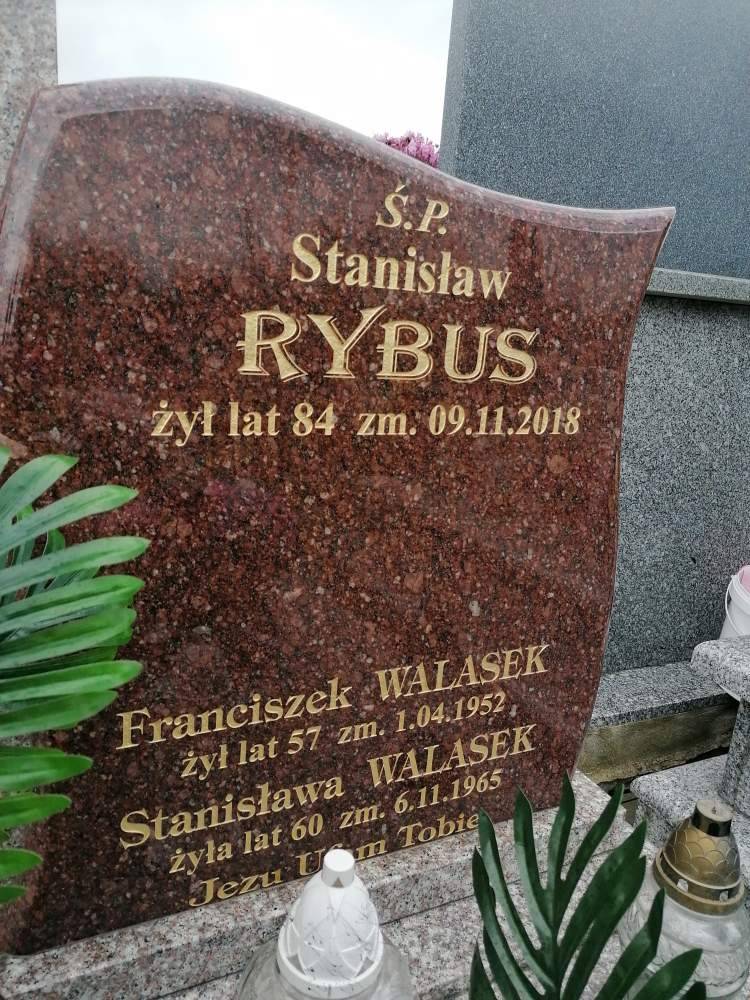 Ś.P.
Stanisław
RYBUS
żył lat 84 zm. 09.11.2018
Franciszek WALASEK
żył lat 57 zm. 1.04.1952
Stanisława WALASEK
żyła lat 60 zm. 6.11.1965
Jezu Ufam Tobie